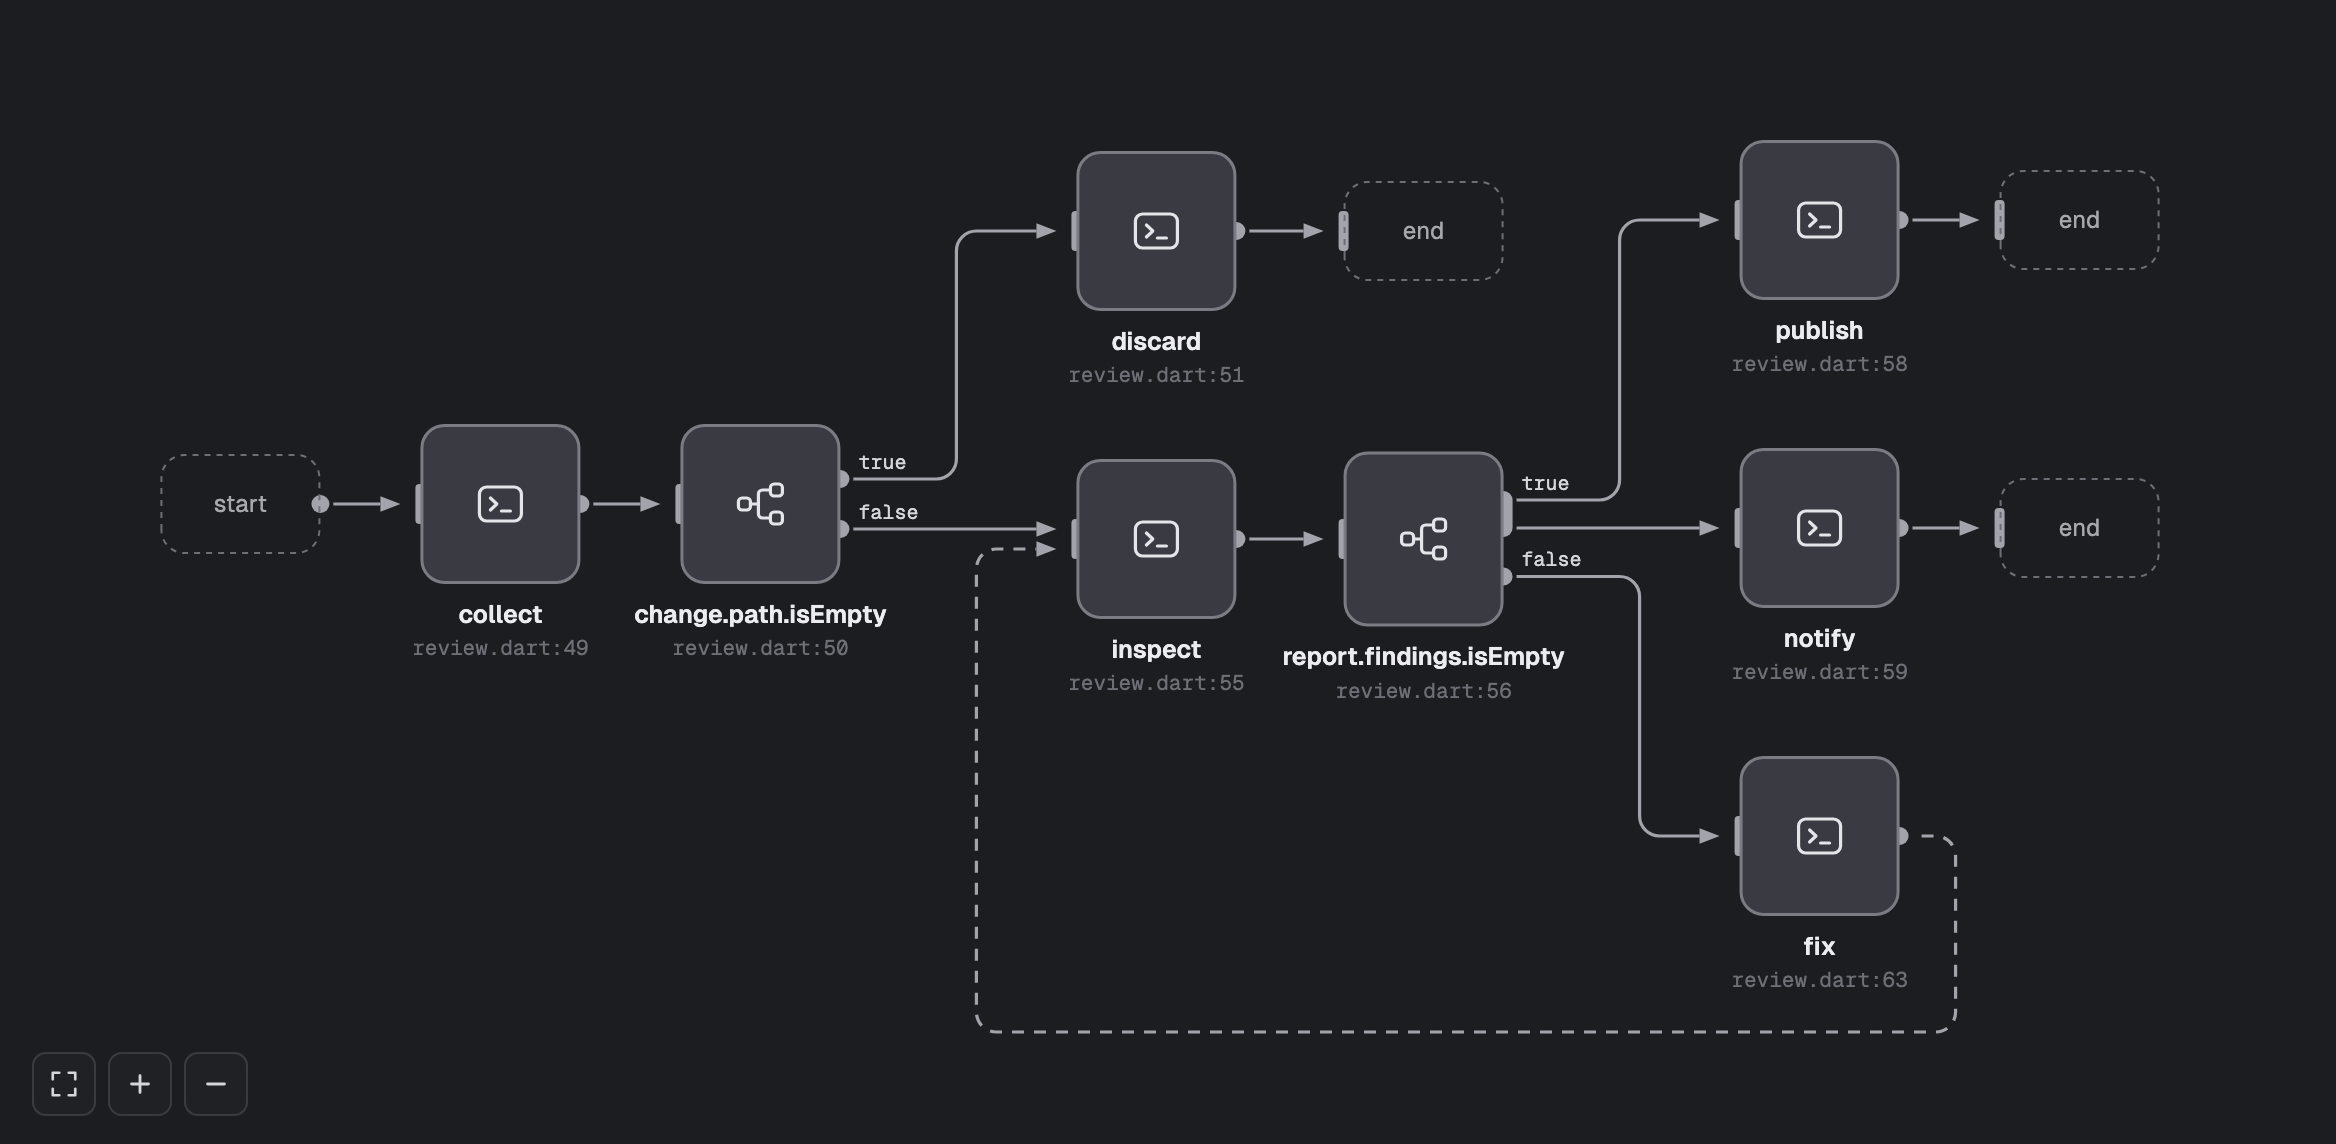 start
collect
review.dart:49
change.path.isEmpty
review.dart:50
true
false
discard
review.dart:51
end
inspect
review.dart:55
report.findings.isEmpty
review.dart:56
true
false
publish
review.dart:58
end
notify
review.dart:59
end
fix
review.dart:63